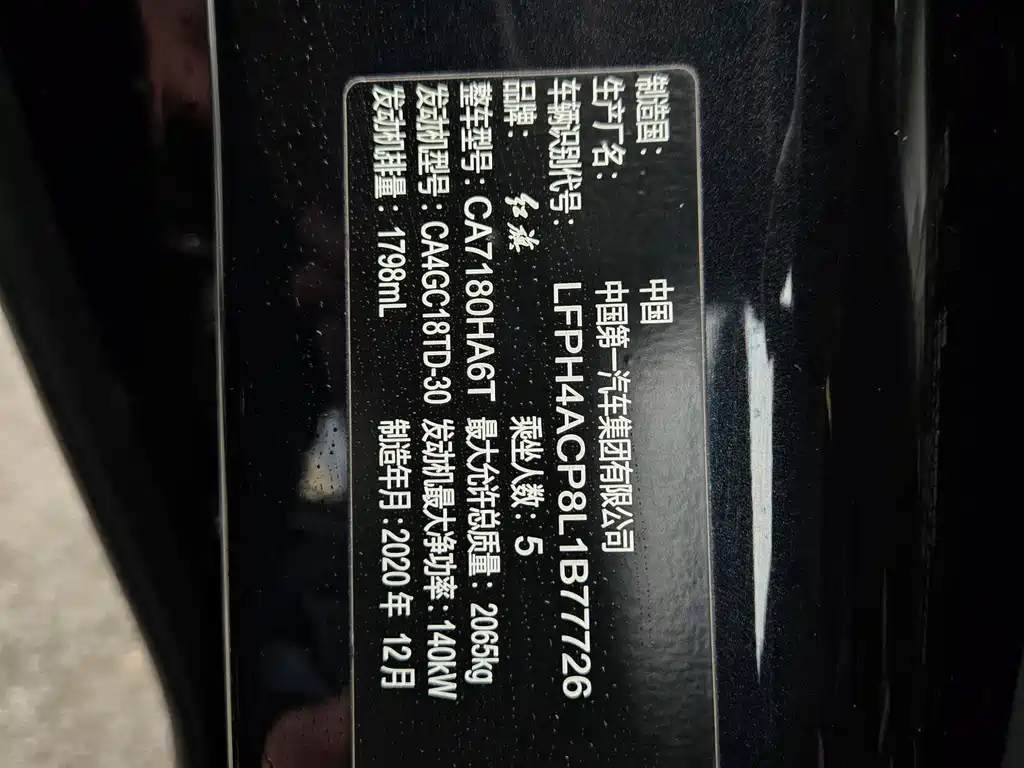 制造国: 中国
生产厂名: 中国第一汽车集团有限公司
车辆识别代号: LFPH4ACP8L1B77726
品牌: 红旗 乘坐人数: 5
整车型号: CA7180HA6T 最大允许总质量: 2065kg
发动机型号: CA4GC18TD-30 发动机最大净功率: 140kW
发动机排量: 1798mL 制造年月: 2020年 12月